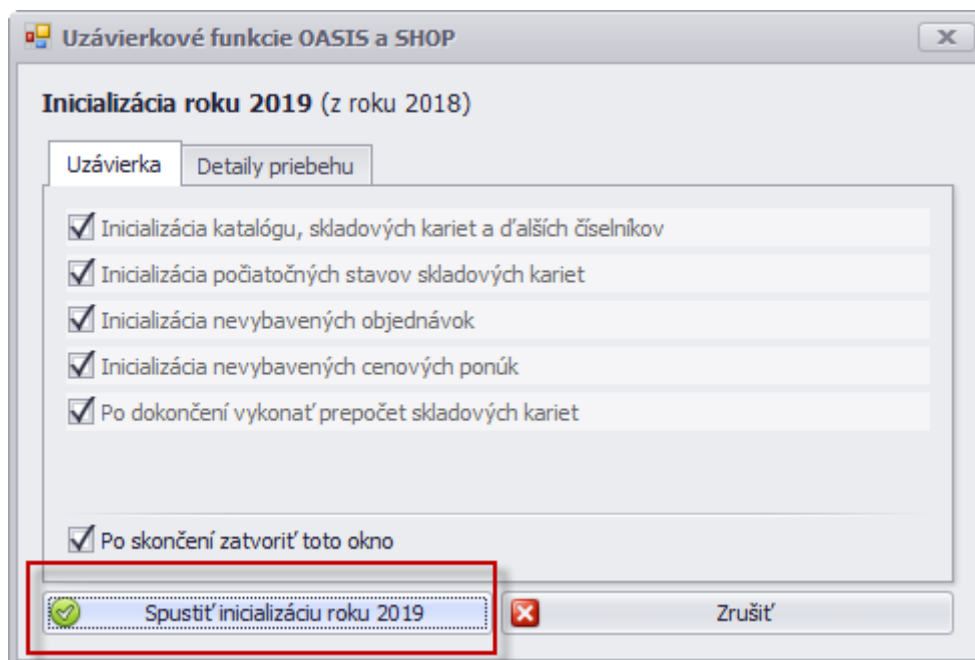 Uzávierkové funkcie OASIS a SHOP
Inicializácia roku 2019 (z roku 2018)
Uzávierka
Detaily priebehu
Inicializácia katalógu, skladových kariet a ďalších číselníkov
Inicializácia počiatočných stavov skladových kariet
Inicializácia nevybavených objednávok
Inicializácia nevybavených cenových ponúk
Po dokončení vykonať prepočet skladových kariet
Po skončení zatvoriť toto okno
Spustiť inicializáciu roku 2019
Zrušiť